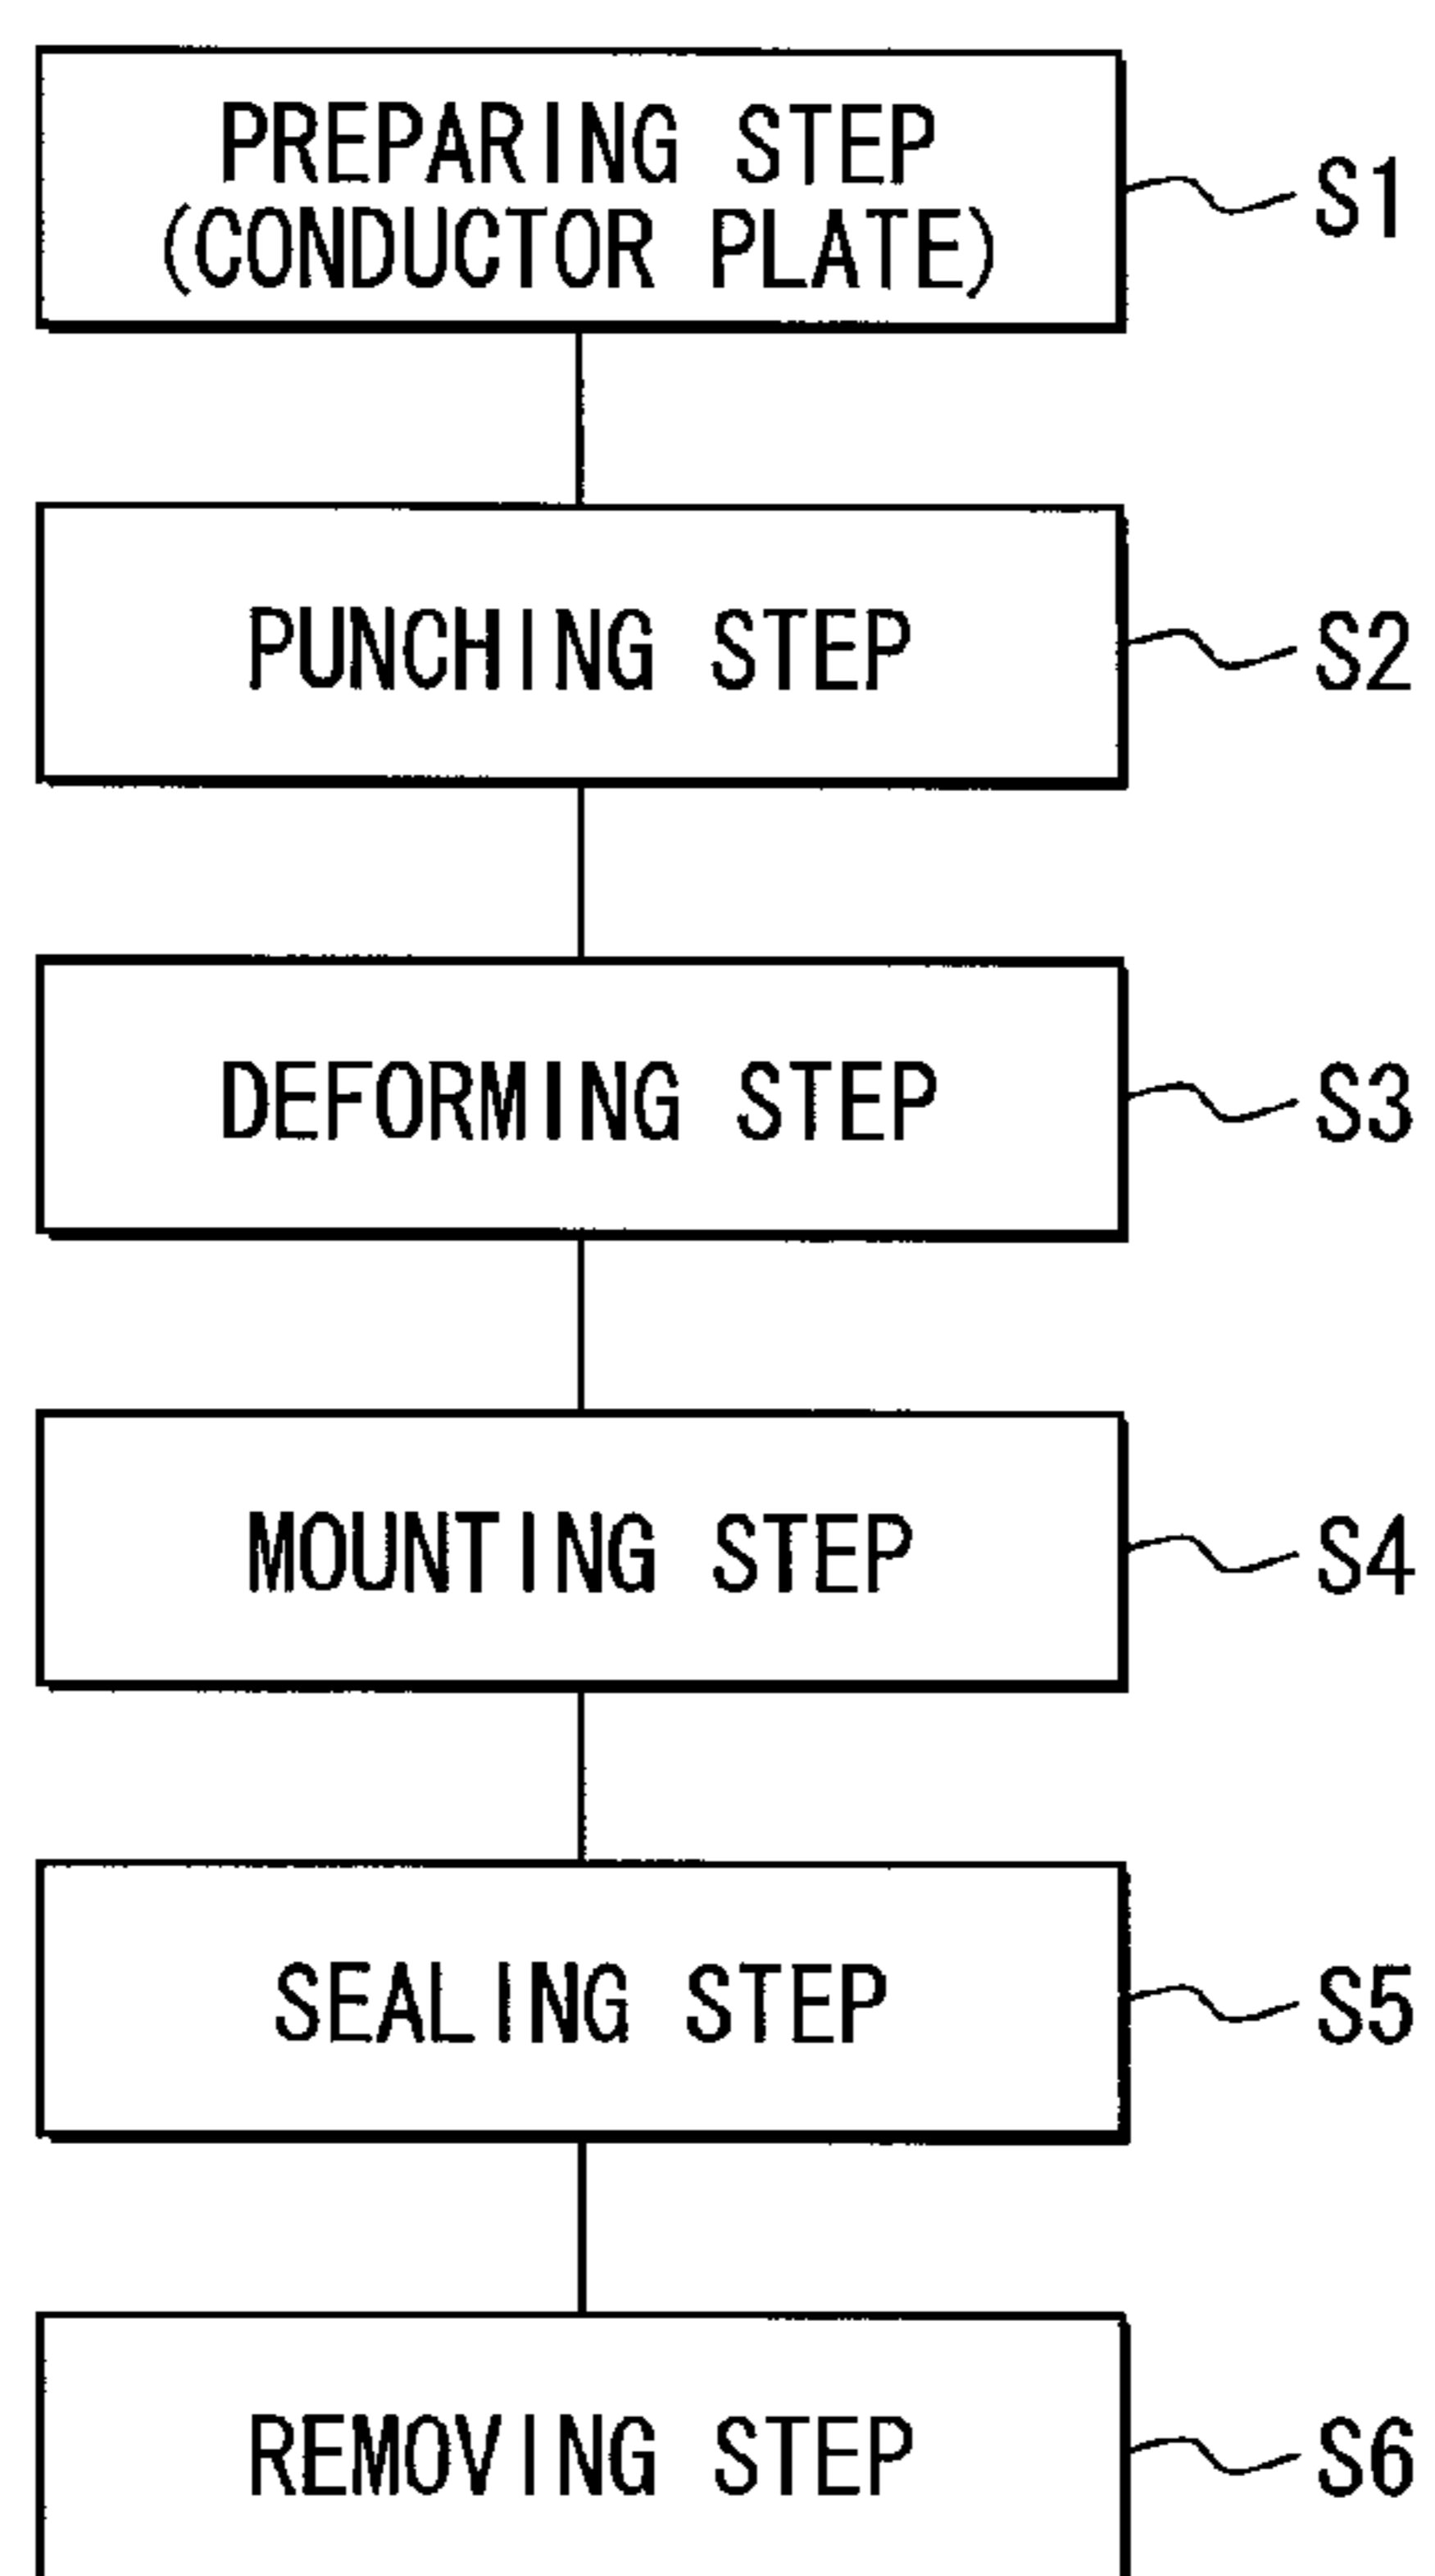 PREPARING STEP
(CONDUCTOR PLATE)
S1
PUNCHING STEP
S2
DEFORMING STEP
S3
MOUNTING STEP
S4
SEALING STEP
S5
REMOVING STEP
S6